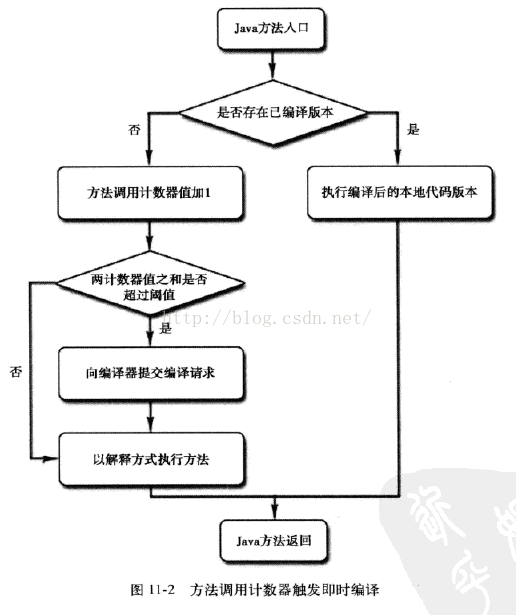 Java方法入口
是否存在已编译版本
否
是
方法调用计数器值加1
执行编译后的本地代码版本
两计数器值之和是否
超过阈值
http://blog.csdn.net/
是
否
向编译器提交编译请求
以解释方式执行方法
Java方法返回
图 11-2 方法调用计数器触发即时编译